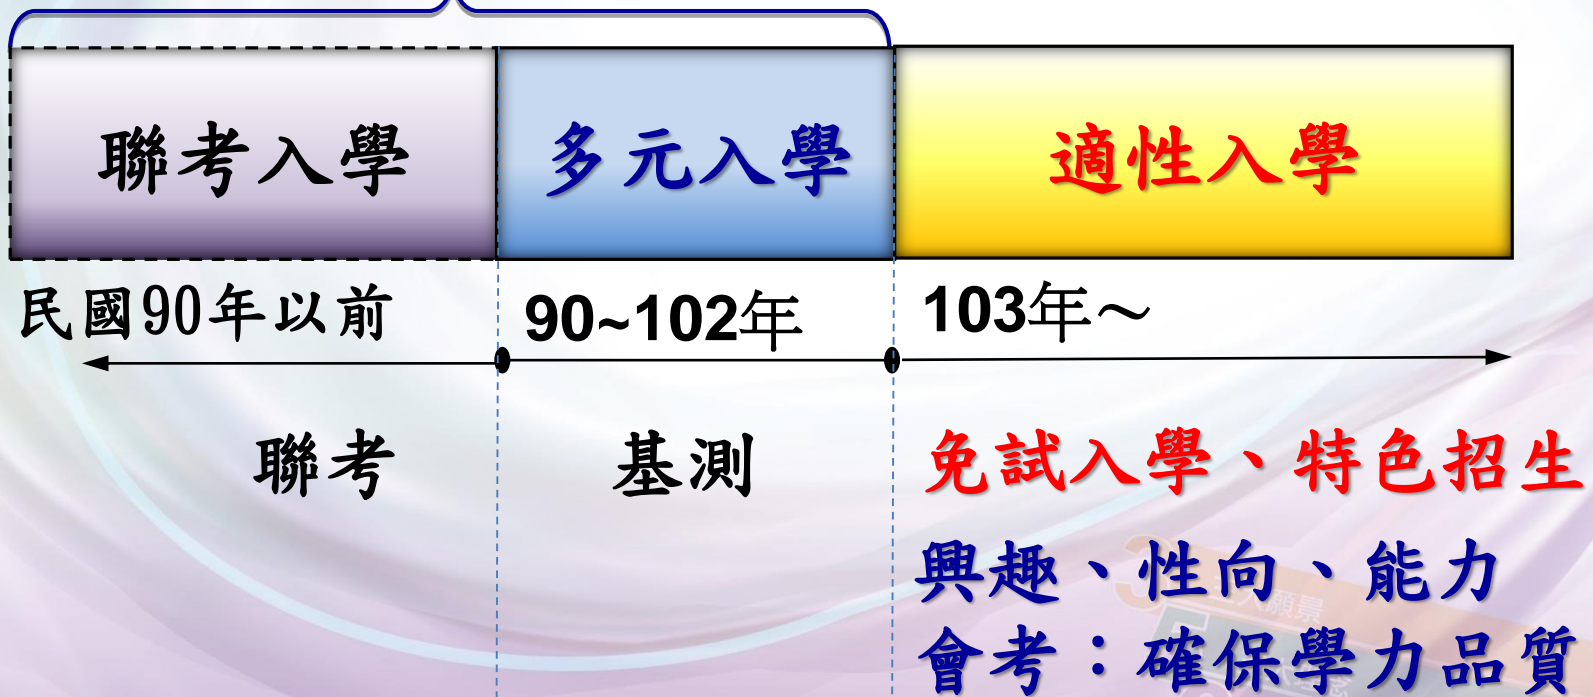 聯考入學 多元入學 適性入學
民國90年以前 90~102年 103年～
聯考 基測 免試入學、特色招生
興趣、性向、能力
會考：確保學力品質